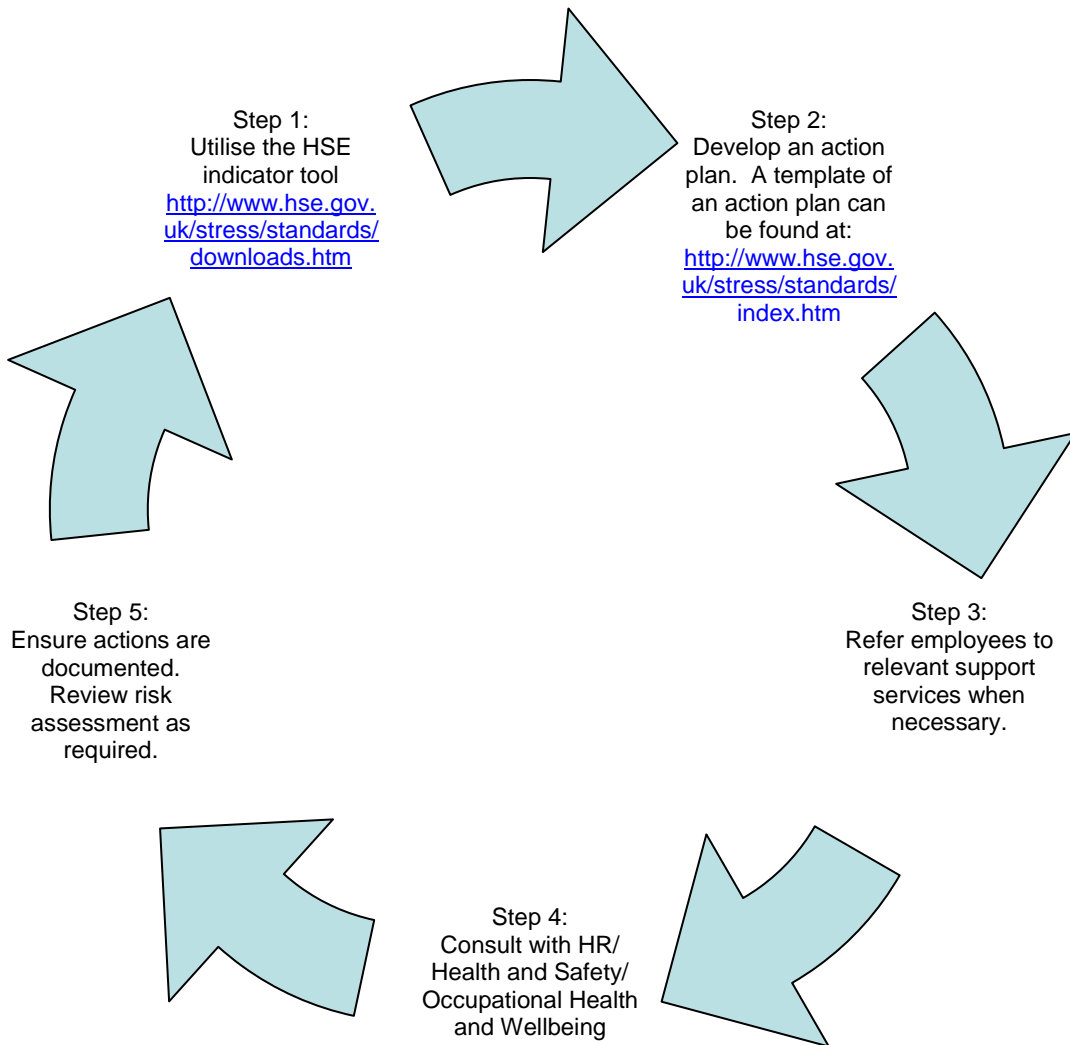 Step 1:
Utilise the HSE
indicator tool
http://www.hse.gov.
uk/stress/standards/
downloads.htm
Step 2:
Develop an action
plan.  A template of
an action plan can
be found at:
http://www.hse.gov.
uk/stress/standards/
index.htm
Step 3:
Refer employees to
relevant support
services when
necessary.
Step 4:
Consult with HR/
Health and Safety/
Occupational Health
and Wellbeing
Step 5:
Ensure actions are
documented.
Review risk
assessment as
required.